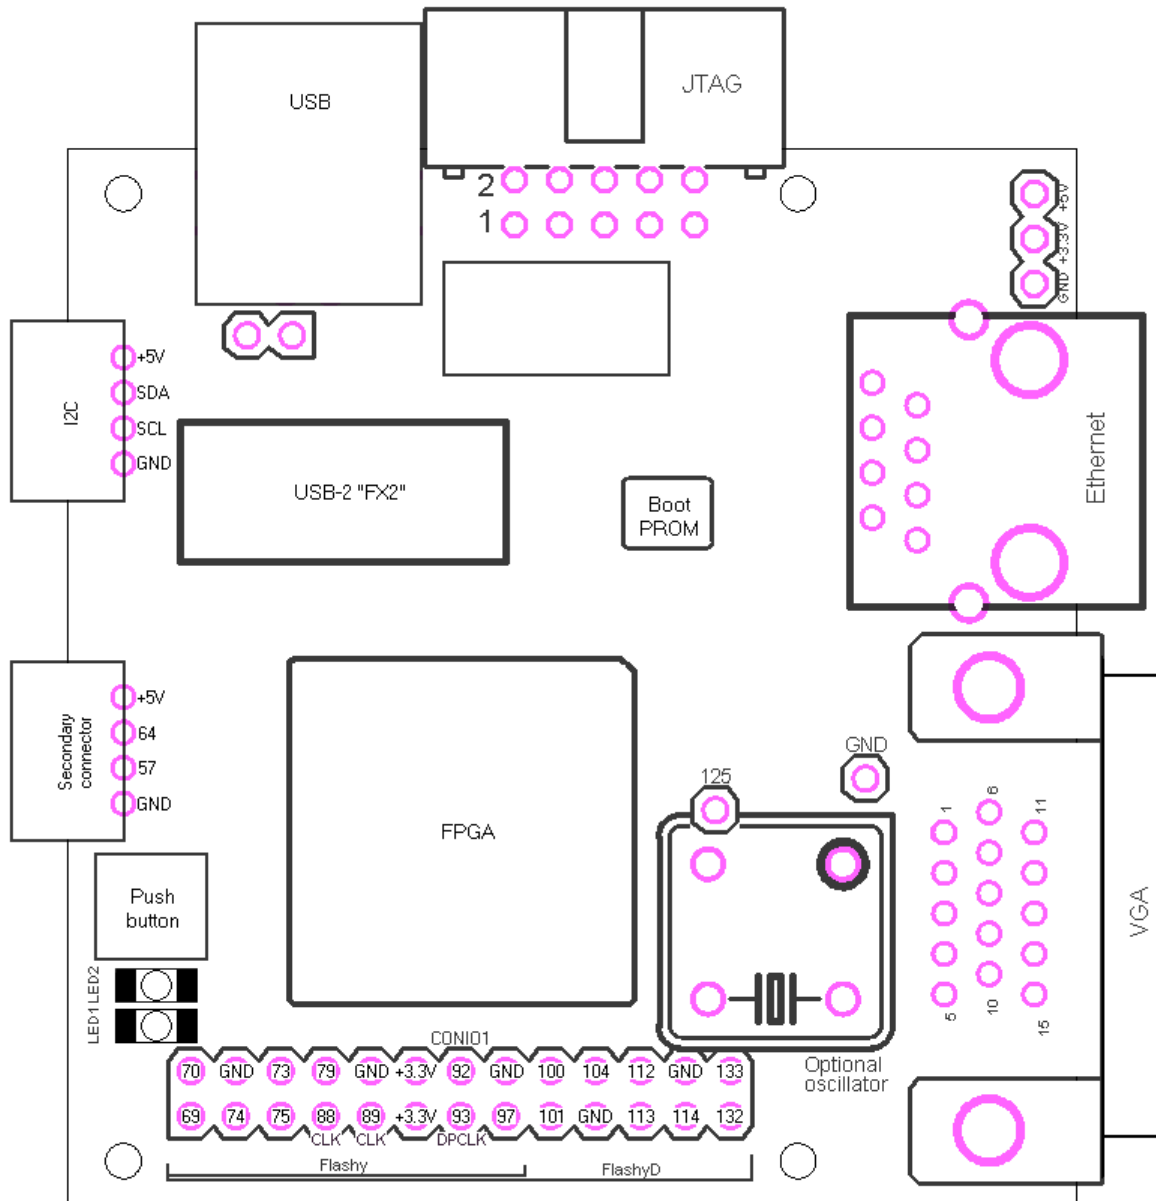 USB
JTAG
2
1
+5V
+3.3V
GND
I2C
+5V
SDA
SCL
GND
USB-2 "FX2"
Boot
PROM
Ethernet
Secondary
connector
+5V
64
57
GND
FPGA
125
GND
1
6
11
5
10
15
VGA
Push
button
LED2
LED1
Optional
oscillator
CONIO1
70 GND 73 79 GND +3.3V 92 GND 100 104 112 GND 133
69 74 75 88 89 +3.3V 93 97 101 GND 113 114 132
CLK CLK DPCLK
Flashy FlashyD